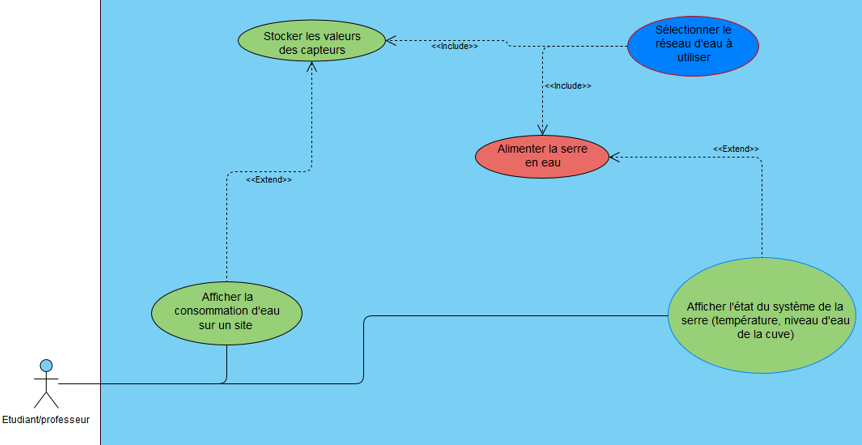 Stocker les valeurs
des capteurs
Sélectionner le
réseau d'eau à
utiliser
<<Include>>
<<Include>>
Alimenter la serre
en eau
<<Extend>>
<<Extend>>
Afficher la
consommation d'eau
sur un site
Afficher l'état du système de la
serre (température, niveau d'eau
de la cuve)
Etudiant/professeur